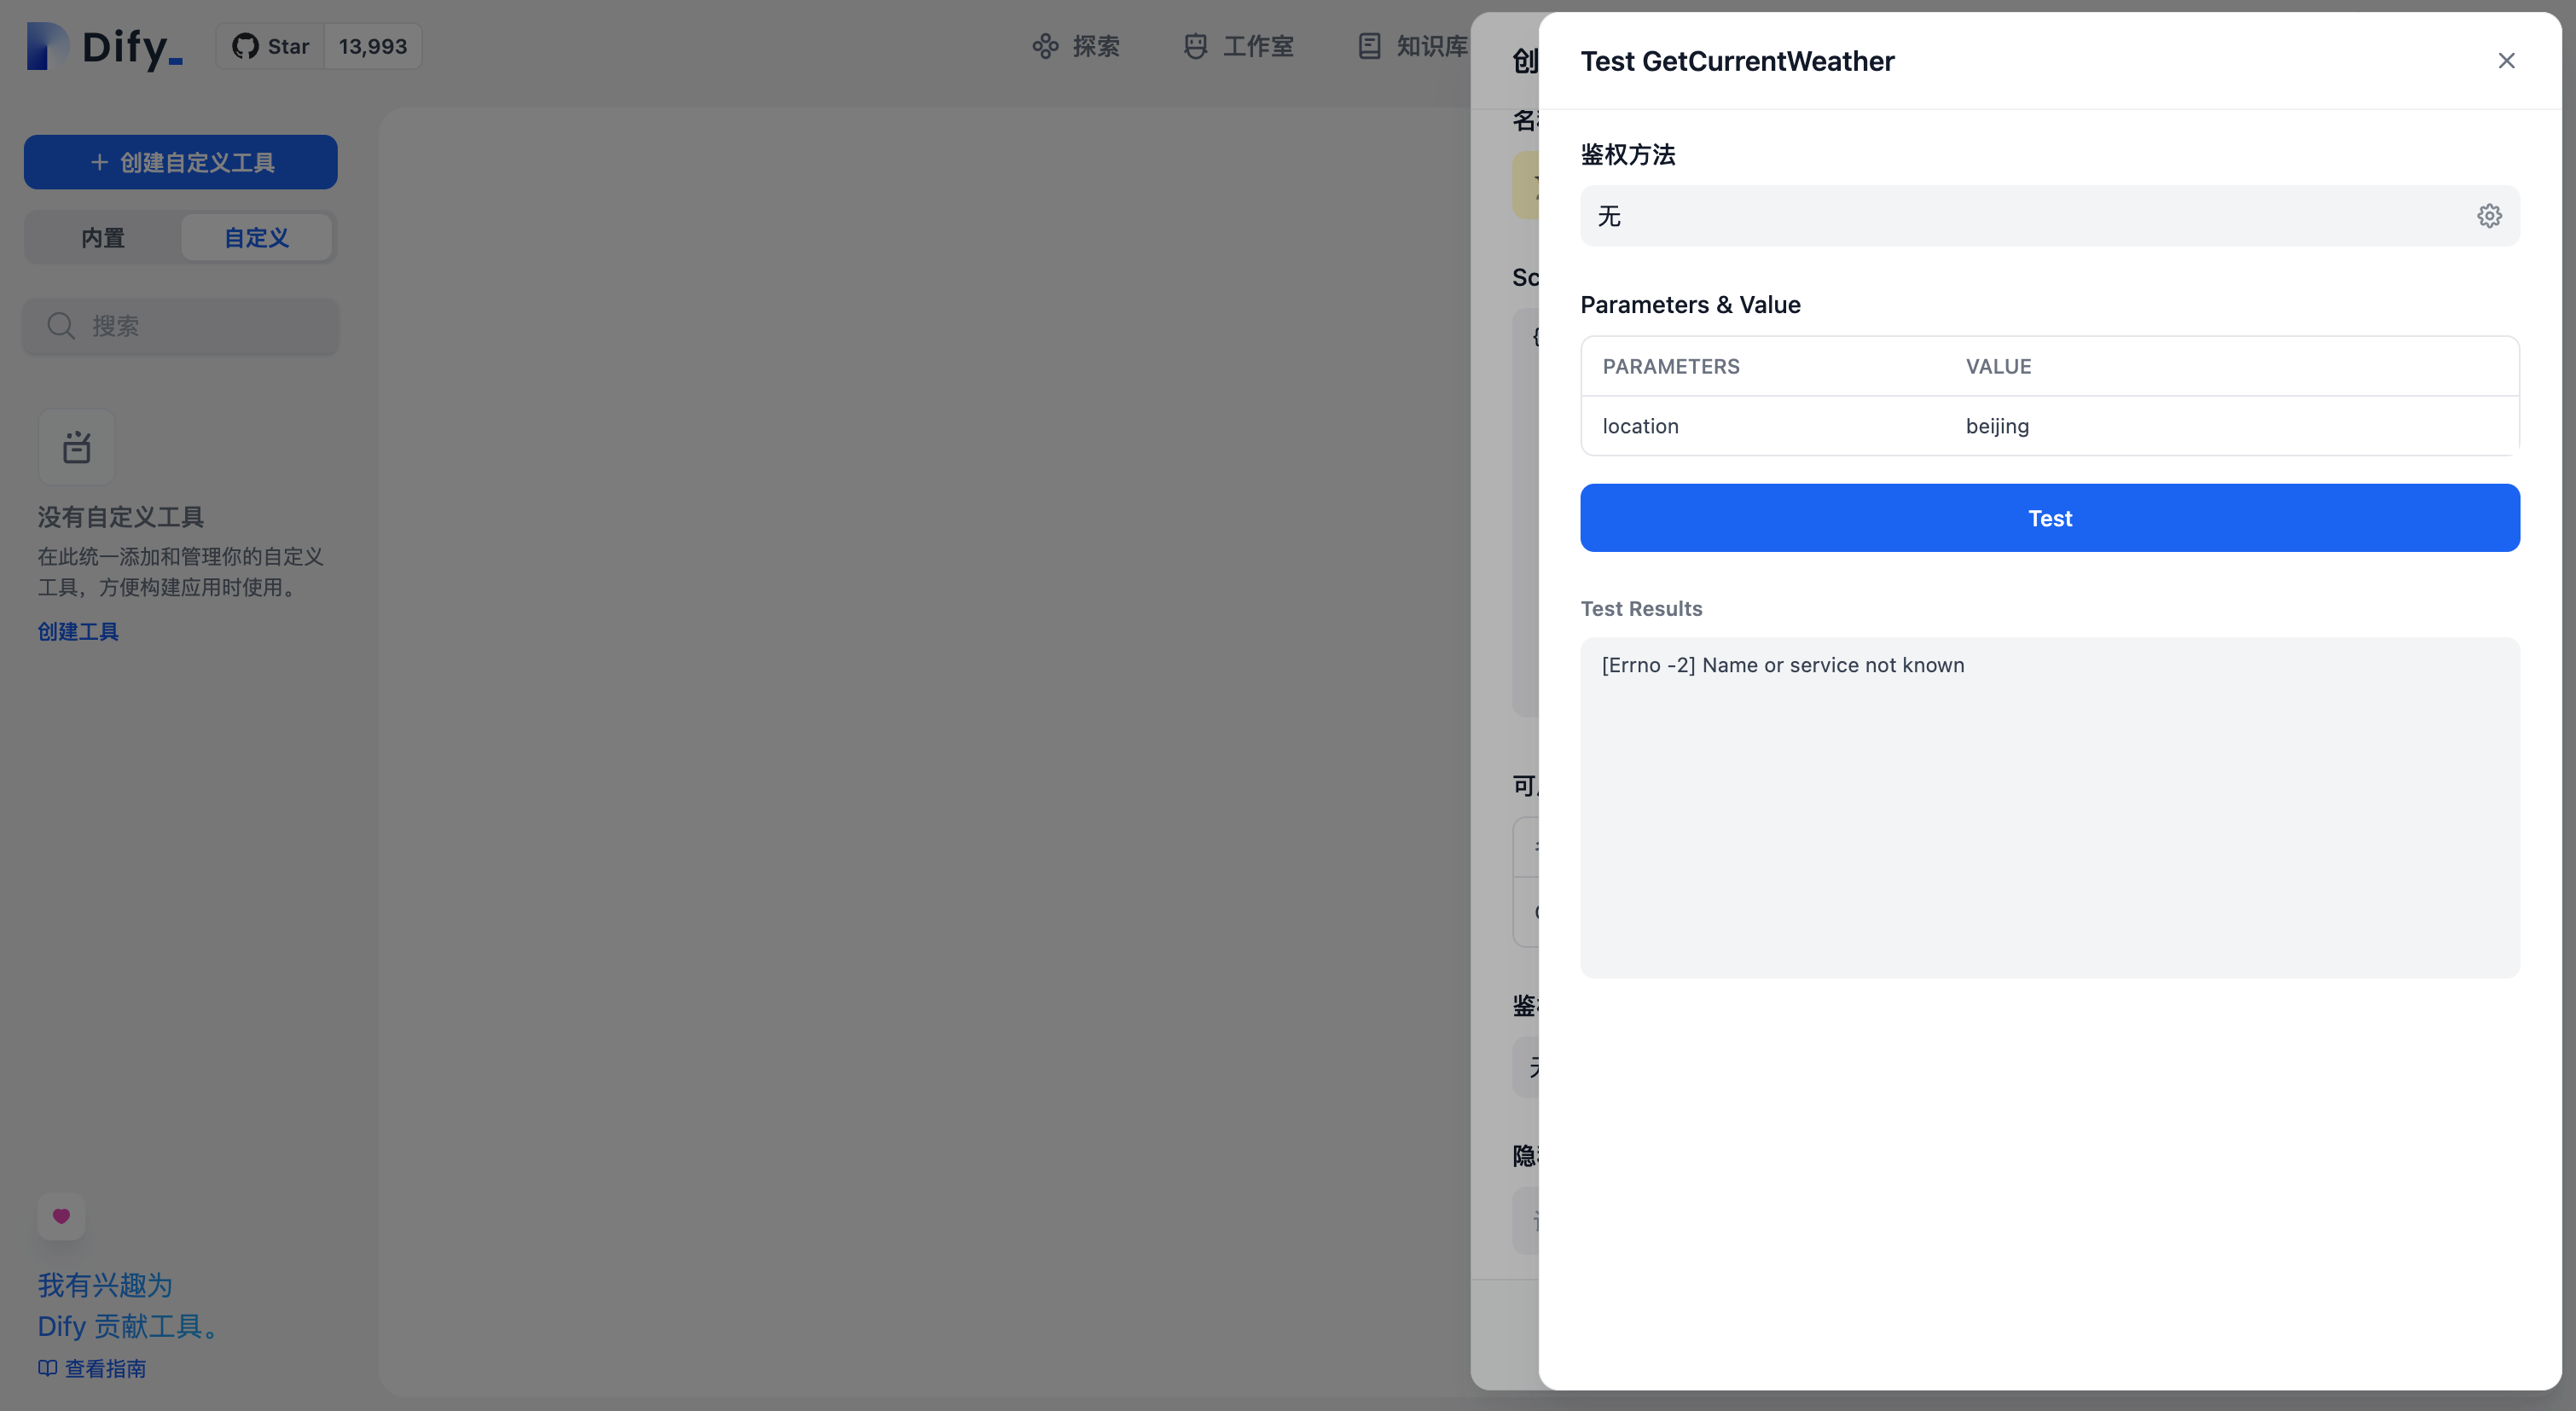 Dify_
Star 13,993
探索
工作室
知识库
创建自定义工具
内置
自定义
搜索
没有自定义工具
在此统一添加和管理你的自定义
工具，方便构建应用时使用。
创建工具
我有兴趣为
Dify 贡献工具。
查看指南
创
Sc
可
Test GetCurrentWeather
鉴权方法
无
Parameters & Value
PARAMETERS VALUE
location beijing
Test
Test Results
[Errno -2] Name or service not known